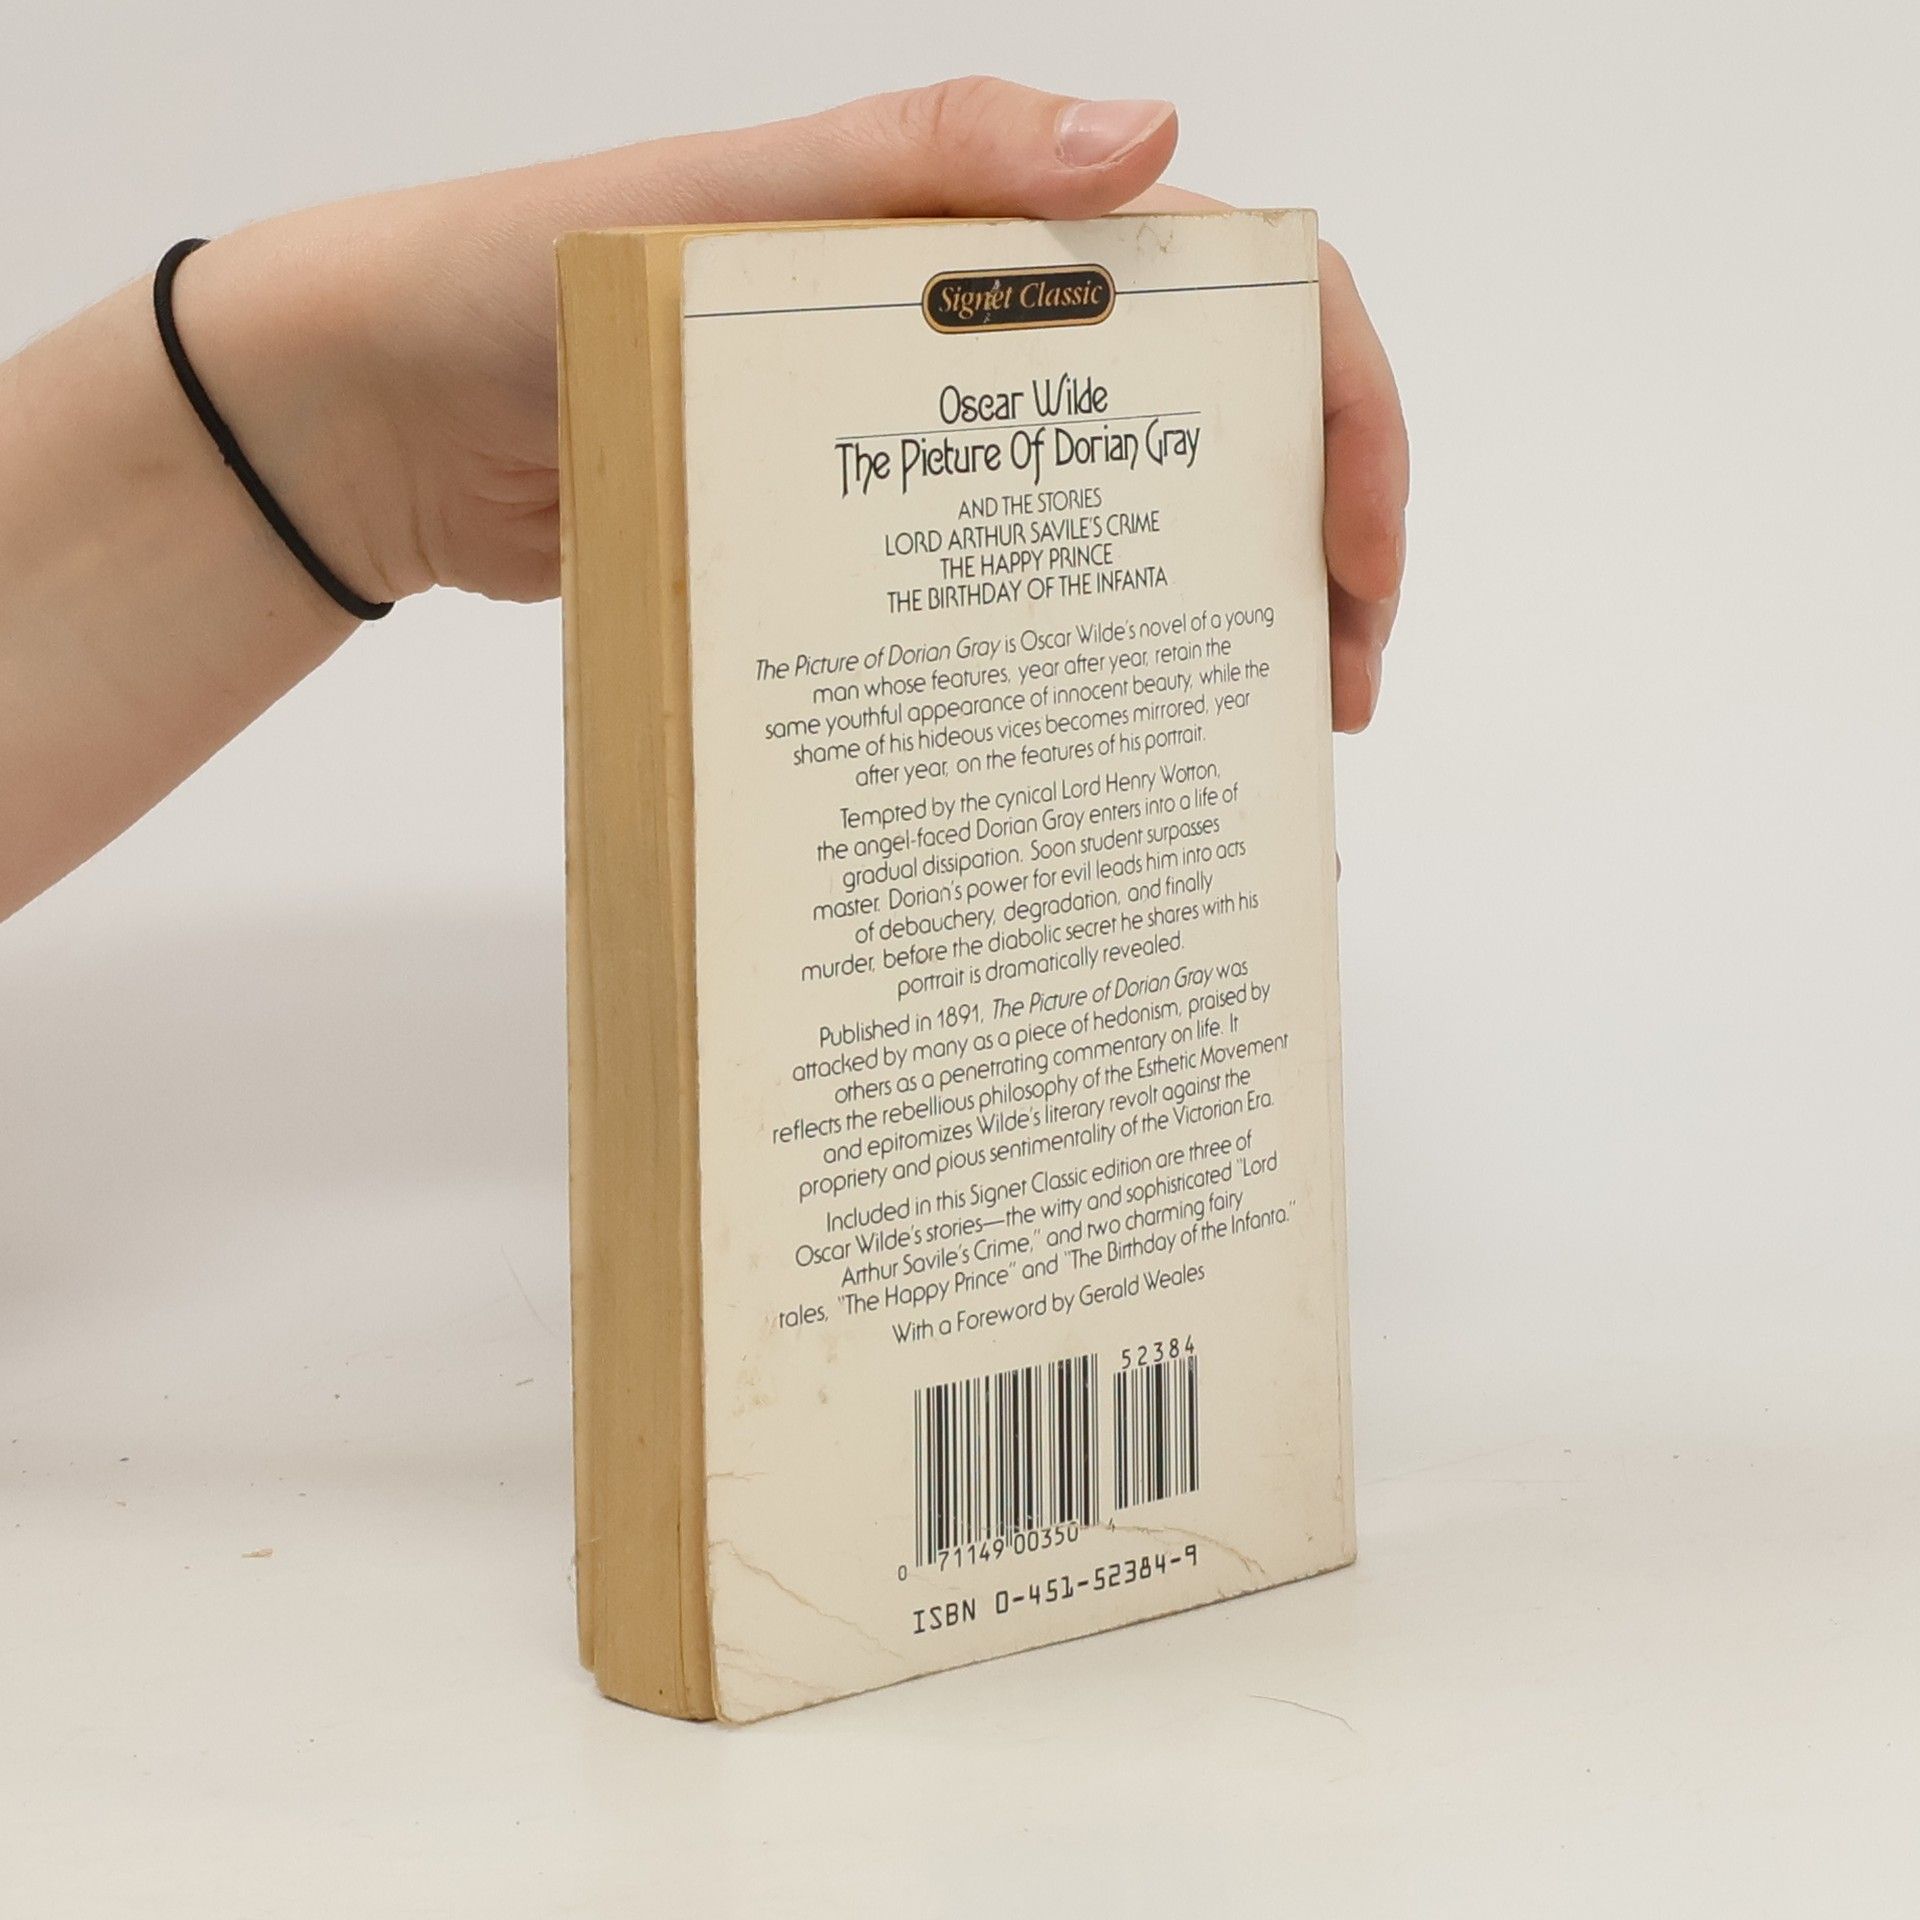 Signet Classic
Oscar Wilde
The Picture Of Dorian Gray
AND THE STORIES
LORD ARTHUR SAVILE'S CRIME
THE HAPPY PRINCE
THE BIRTHDAY OF THE INFANTA
The Picture of Dorian Gray is Oscar Wilde's novel of a young
man whose features, year after year, retain the
same youthful appearance of innocent beauty, while the
shame of his hideous vices becomes mirrored, year
after year, on the features of his portrait.
Tempted by the cynical Lord Henry Wotton,
the angel-faced Dorian Gray enters into a life of
gradual dissipation. Soon student surpasses
master. Dorian's power for evil leads him into acts
of debauchery, degradation, and finally
murder, before the diabolic secret he shares with his
portrait is dramatically revealed.
Published in 1891, The Picture of Dorian Gray was
attacked by many as a piece of hedonism, praised by
others as a penetrating commentary on life. It
reflects the rebellious philosophy of the Esthetic Movement
and epitomizes Wilde's literary revolt against the
propriety and pious sentimentality of the Victorian Era.
Included in this Signet Classic edition are three of
Oscar Wilde's stories—the witty and sophisticated "Lord
Arthur Savile's Crime," and two charming fairy
tales, "The Happy Prince" and "The Birthday of the Infanta."
With a Foreword by Gerald Weales
52384
0 71149 00350 4
ISBN 0-451-52384-9